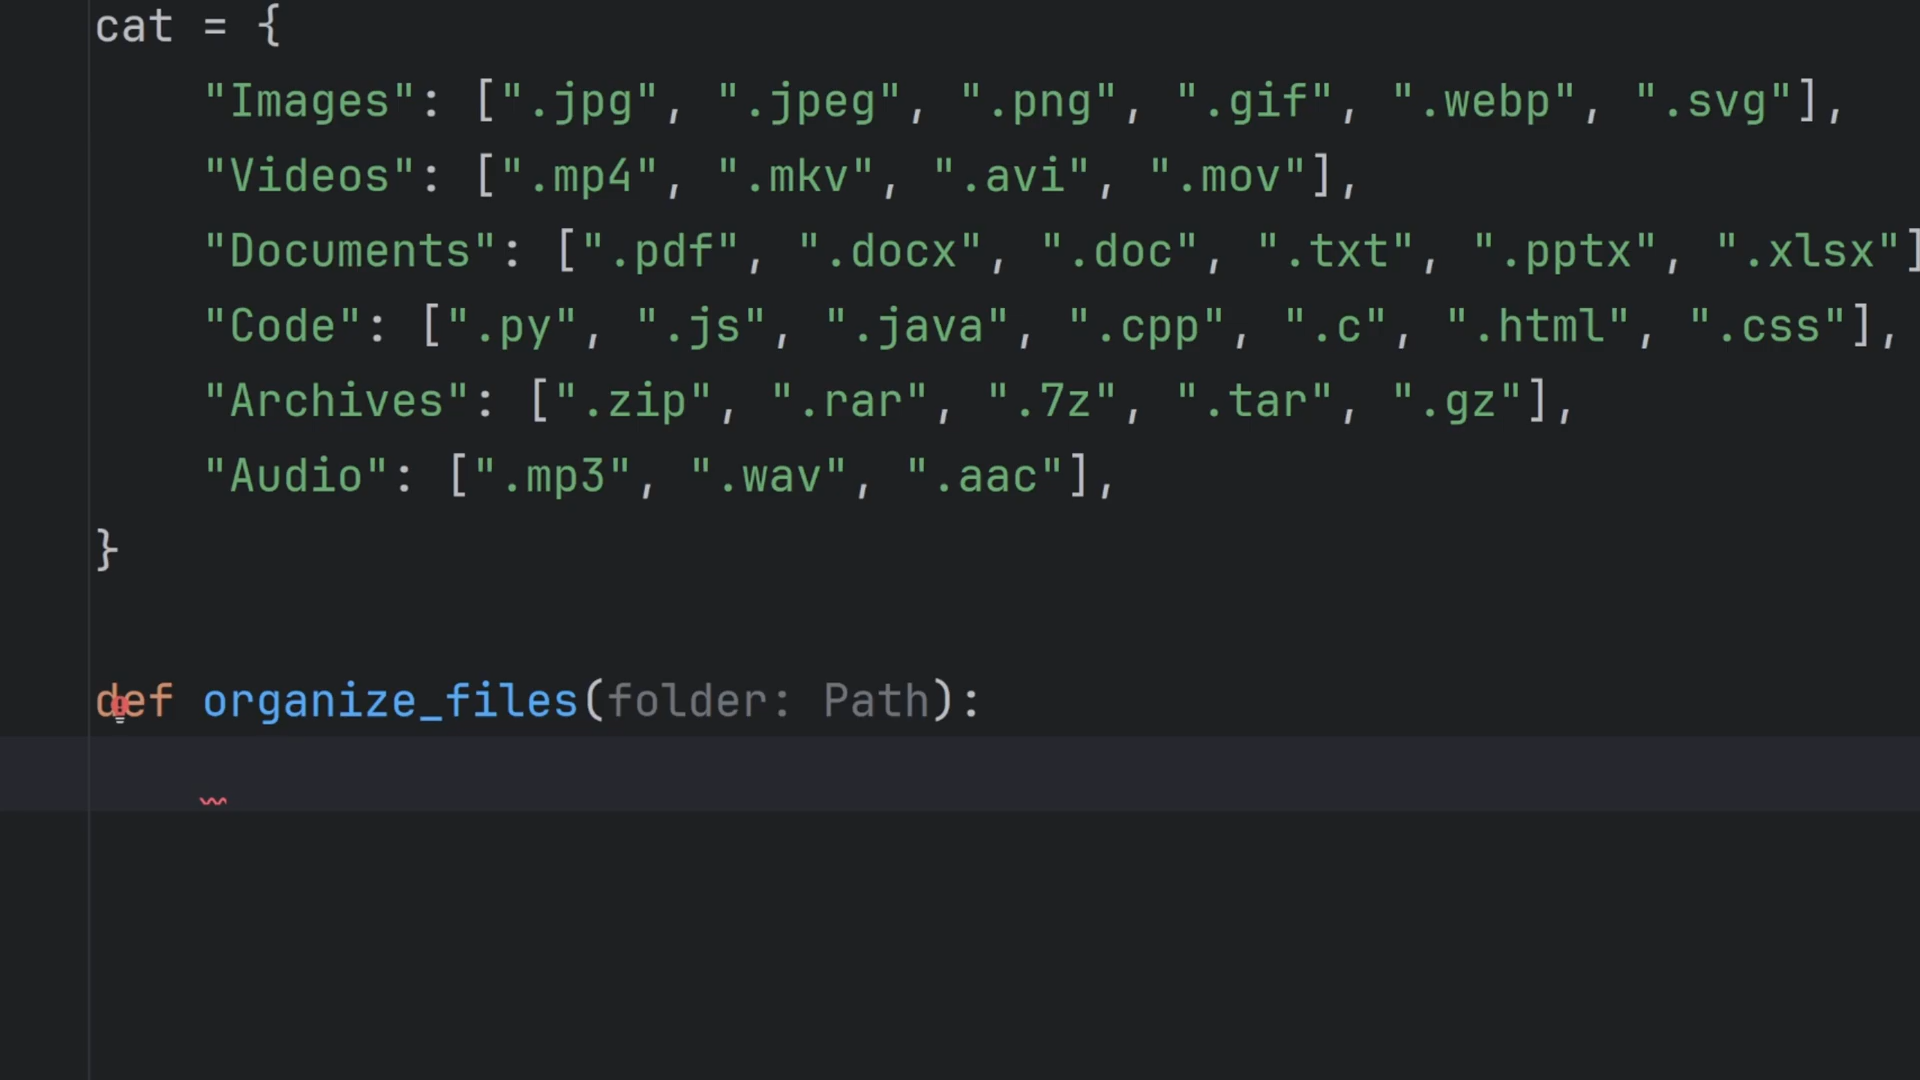 cat = {
"Images": [".jpg", ".jpeg", ".png", ".gif", ".webp", ".svg"],
"Videos": [".mp4", ".mkv", ".avi", ".mov"],
"Documents": [".pdf", ".docx", ".doc", ".txt", ".pptx", ".xlsx"]
"Code": [".py", ".js", ".java", ".cpp", ".c", ".html", ".css"],
"Archives": [".zip", ".rar", ".7z", ".tar", ".gz"],
"Audio": [".mp3", ".wav", ".aac"],
}
def organize_files(folder: Path):